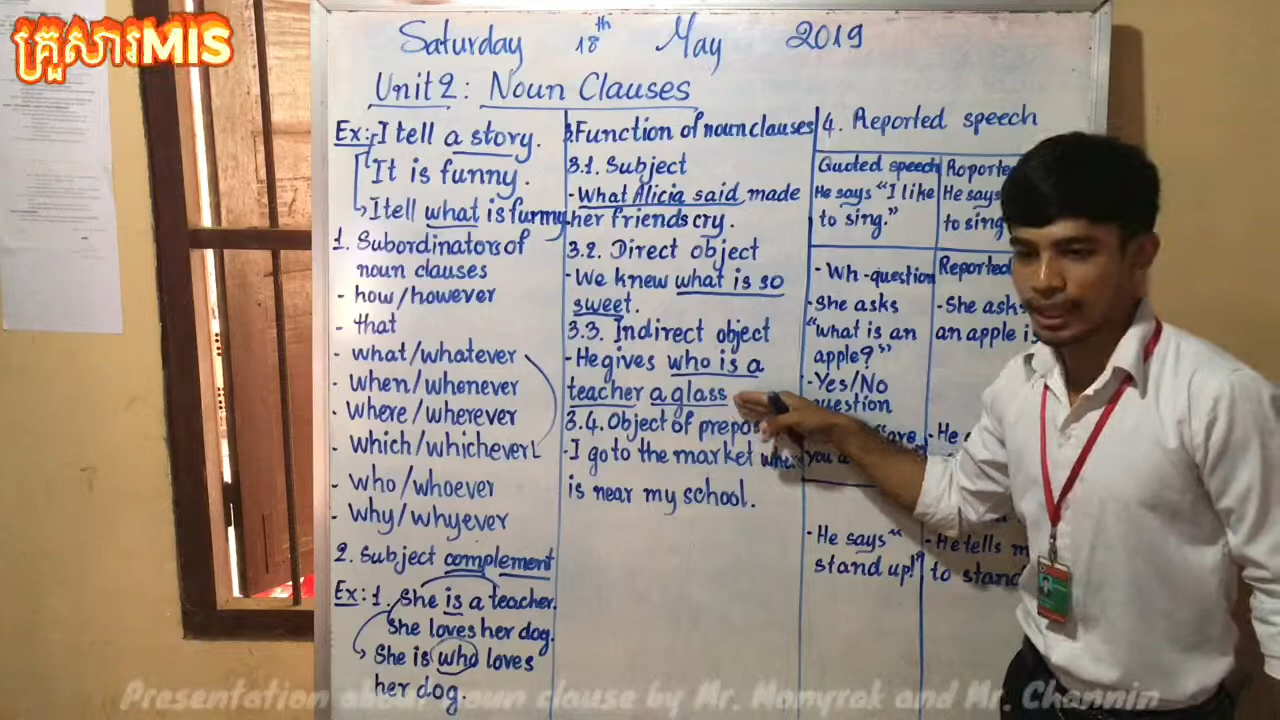 គ្រួសារMIS
Saturday 18th May 2019
Unit 2: Noun Clauses
Ex: I tell a story.
It is funny.
I tell what is funny.
1. Subordinators of
noun clauses
- how/however
- that
- what/whatever
- when/whenever
- where/wherever
- which/whichever
- who/whoever
- why/whyever
2. Subject complement
Ex: 1. She is a teacher.
She loves her dog.
She is who loves
her dog.
3. Function of noun clauses
3.1. Subject
- What Alicia said made
her friends cry.
3.2. Direct object
- We knew what is so
sweet.
3.3. Indirect object
- He gives who is a
teacher a glass
3.4. Object of prepo
- I go to the market
is near my school.
4. Reported speech
Quoted speech
He says "I like
to sing."
- Wh-question
- She asks
"what is an
apple?"
- Yes/No
question
"are
you a
- He says "
stand up!"
Roporte
He says
to sing
Reported
- She asks
an apple is
- He
- He tells m
to stand
Presentation about noun clause by Mr. Monyrak and Mr. Channin